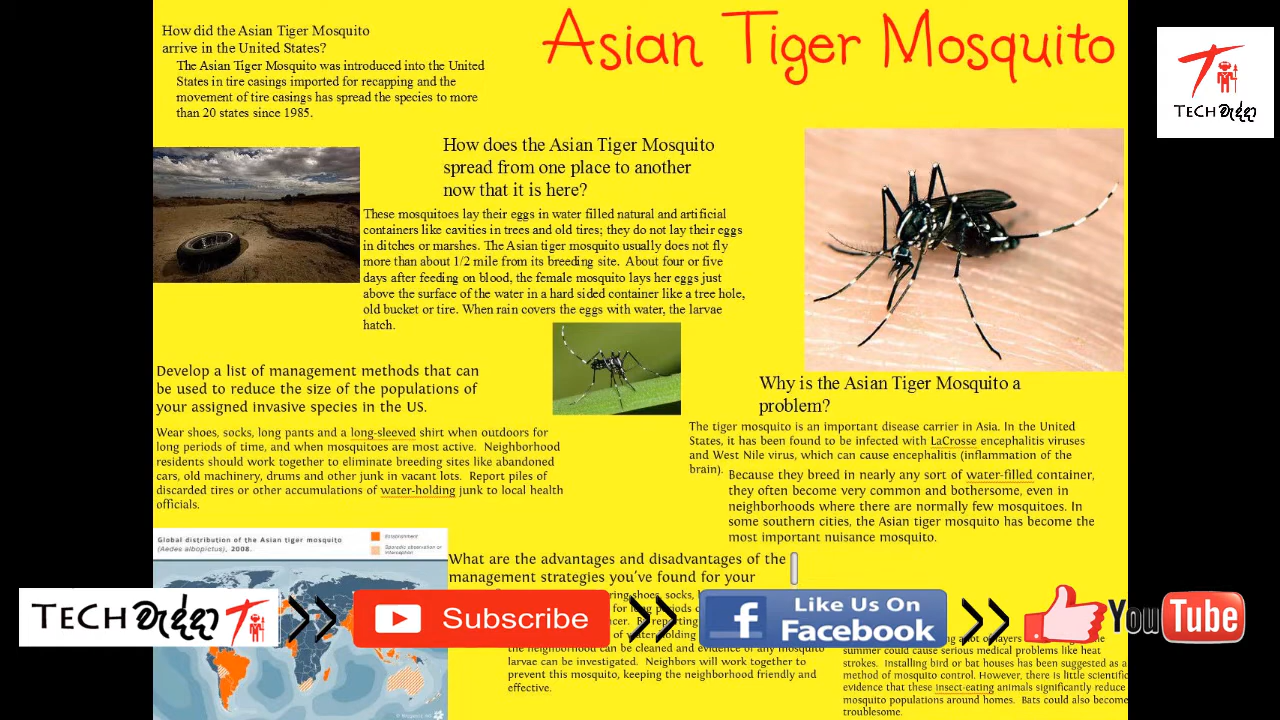 Asian Tiger Mosquito
How did the Asian Tiger Mosquito
arrive in the United States?
The Asian Tiger Mosquito was introduced into the United
States in tire casings imported for recapping and the
movement of tire casings has spread the species to more
than 20 states since 1985.
TECH වැද්දා
How does the Asian Tiger Mosquito
spread from one place to another
now that it is here?
These mosquitoes lay their eggs in water filled natural and artificial
containers like cavities in trees and old tires; they do not lay their eggs
in ditches or marshes. The Asian tiger mosquito usually does not fly
more than about 1/2 mile from its breeding site. About four or five
days after feeding on blood, the female mosquito lays her eggs just
above the surface of the water in a hard sided container like a tree hole,
old bucket or tire. When rain covers the eggs with water, the larvae
hatch.
Develop a list of management methods that can
be used to reduce the size of the populations of
your assigned invasive species in the US.
Wear shoes, socks, long pants and a long-sleeved shirt when outdoors for
long periods of time, and when mosquitoes are most active. Neighborhood
residents should work together to eliminate breeding sites like abandoned
cars, old machinery, drums and other junk in vacant lots. Report piles of
discarded tires or other accumulations of water-holding junk to local health
officials.
Why is the Asian Tiger Mosquito a
problem?
The tiger mosquito is an important disease carrier in Asia. In the United
States, it has been found to be infected with LaCrosse encephalitis viruses
and West Nile virus, which can cause encephalitis (inflammation of the
brain).
Because they breed in nearly any sort of water-filled container,
they often become very common and bothersome, even in
neighborhoods where there are normally few mosquitoes. In
some southern cities, the Asian tiger mosquito has become the
most important nuisance mosquito.
Global distribution of the Asian tiger mosquito
(Aedes albopictus), 2008.
Establishment
Sporadic observation or
interception
What are the advantages and disadvantages of the
management strategies you've found for your
shoes, socks,
for long periods
of water-holding
the neighborhood can be cleaned and evidence of any mosquito
larvae can be investigated. Neighbors will work together to
prevent this mosquito, keeping the neighborhood friendly and
effective.
of layers
summer could cause serious medical problems like heat
strokes. Installing bird or bat houses has been suggested as a
method of mosquito control. However, there is little scientific
evidence that these insect-eating animals significantly reduce
mosquito populations around homes. Bats could also become
troublesome.
TECH වැද්දා
Subscribe
Like Us On
Facebook
YouTube